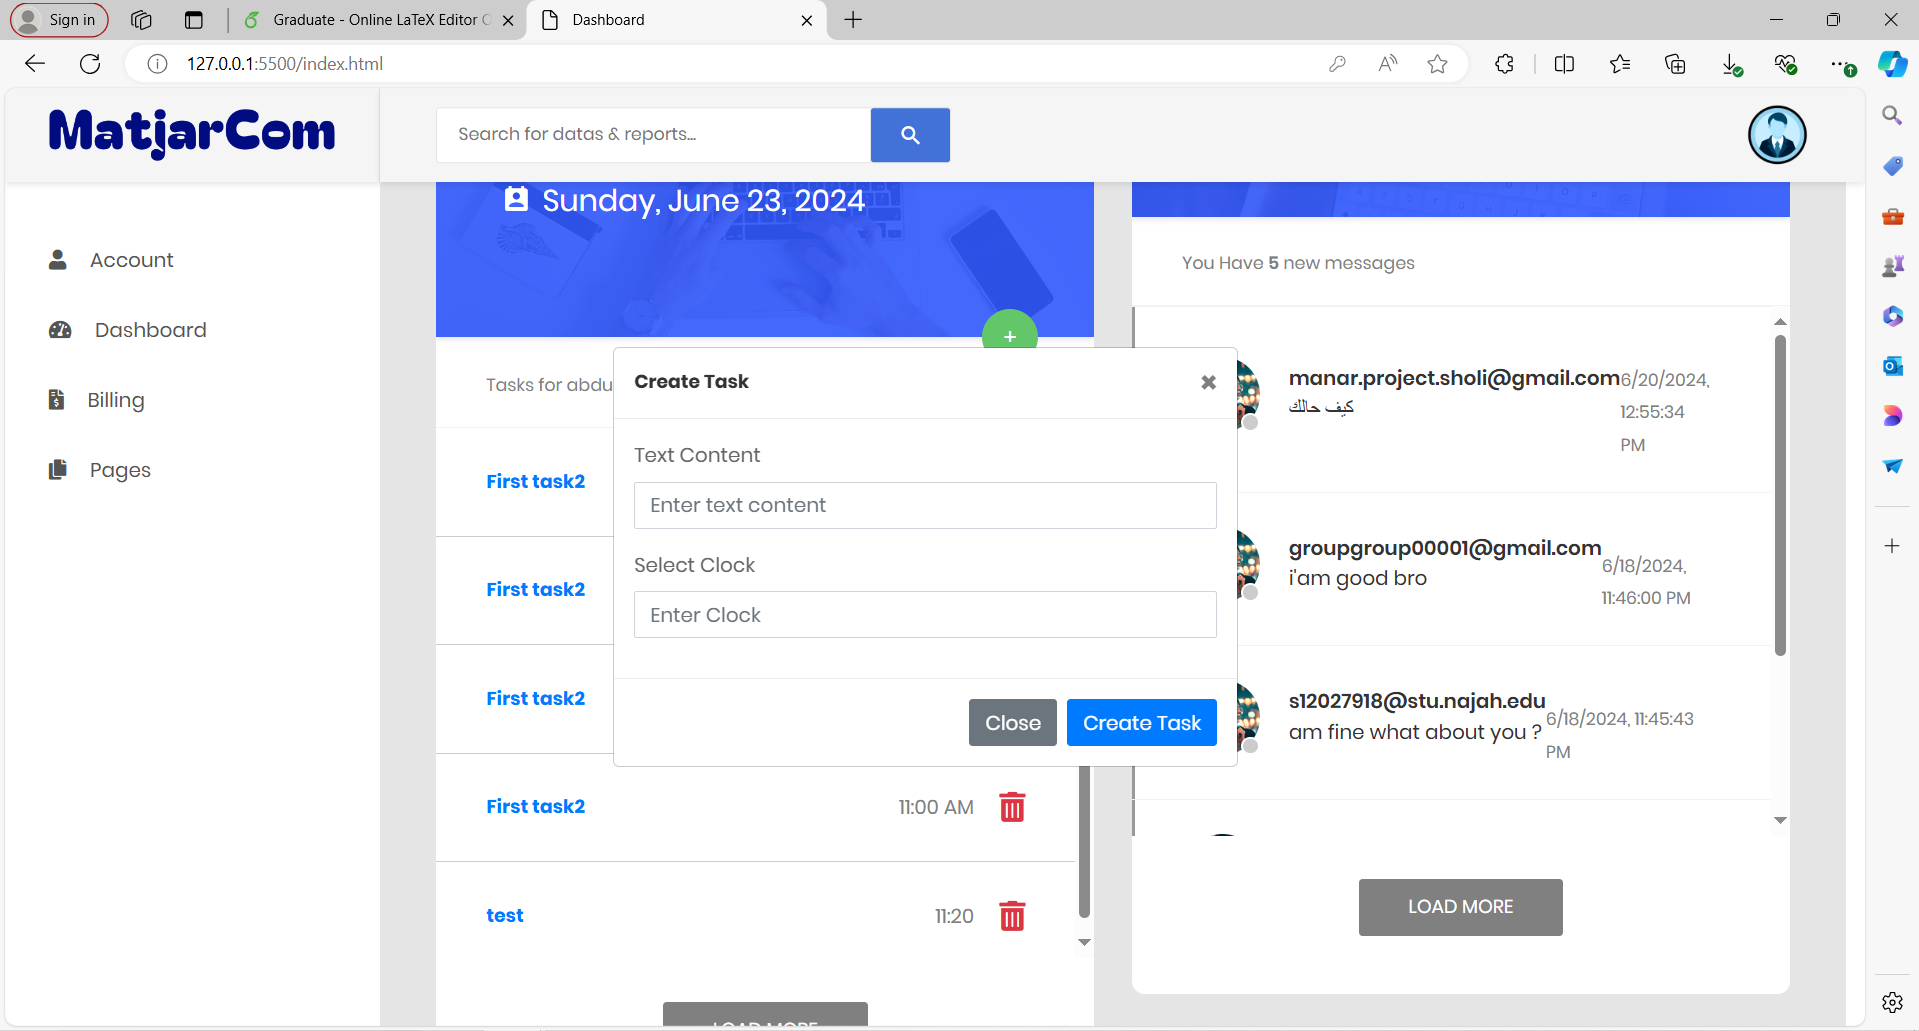 Sign in
Graduate - Online LaTeX Editor
Dashboard
127.0.0.1:5500/index.html
MatjarCom
Search for datas & reports...
Account
Dashboard
Billing
Pages
Sunday, June 23, 2024
+
Tasks for abdu
First task2
First task2
First task2
First task2
11:00 AM
test
11:20
LOAD MORE
Create Task
Text Content
Enter text content
Select Clock
Enter Clock
Close
Create Task
You Have 5 new messages
manar.project.sholi@gmail.com
6/20/2024,
12:55:34
PM
كيف حالك
groupgroup00001@gmail.com
i'am good bro
6/18/2024,
11:46:00 PM
s12027918@stu.najah.edu
am fine what about you ?
6/18/2024, 11:45:43
PM
LOAD MORE